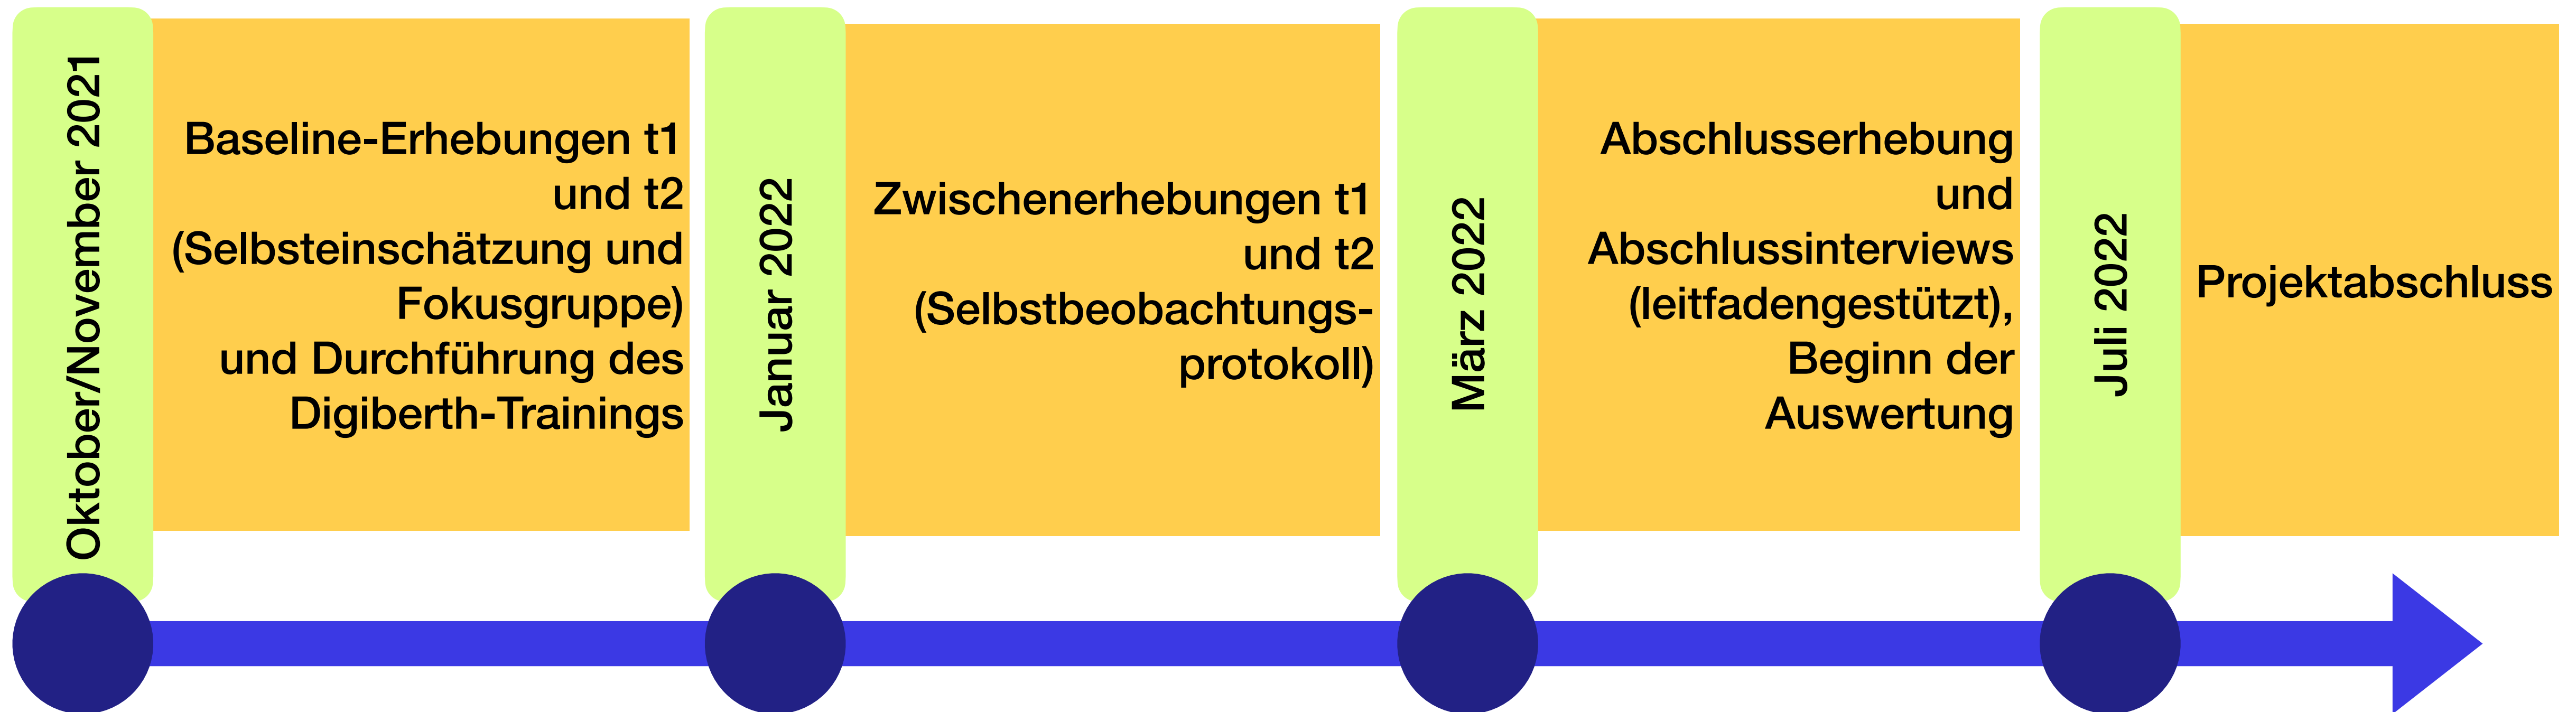 Oktober/November 2021
Baseline-Erhebungen t1
und t2
(Selbsteinschätzung und
Fokusgruppe)
und Durchführung des
Digiberth-Trainings
Januar 2022
Zwischenerhebungen t1
und t2
(Selbstbeobachtungs-
protokoll)
März 2022
Abschlusserhebung
und
Abschlussinterviews
(leitfadengestützt),
Beginn der
Auswertung
Juli 2022
Projektabschluss